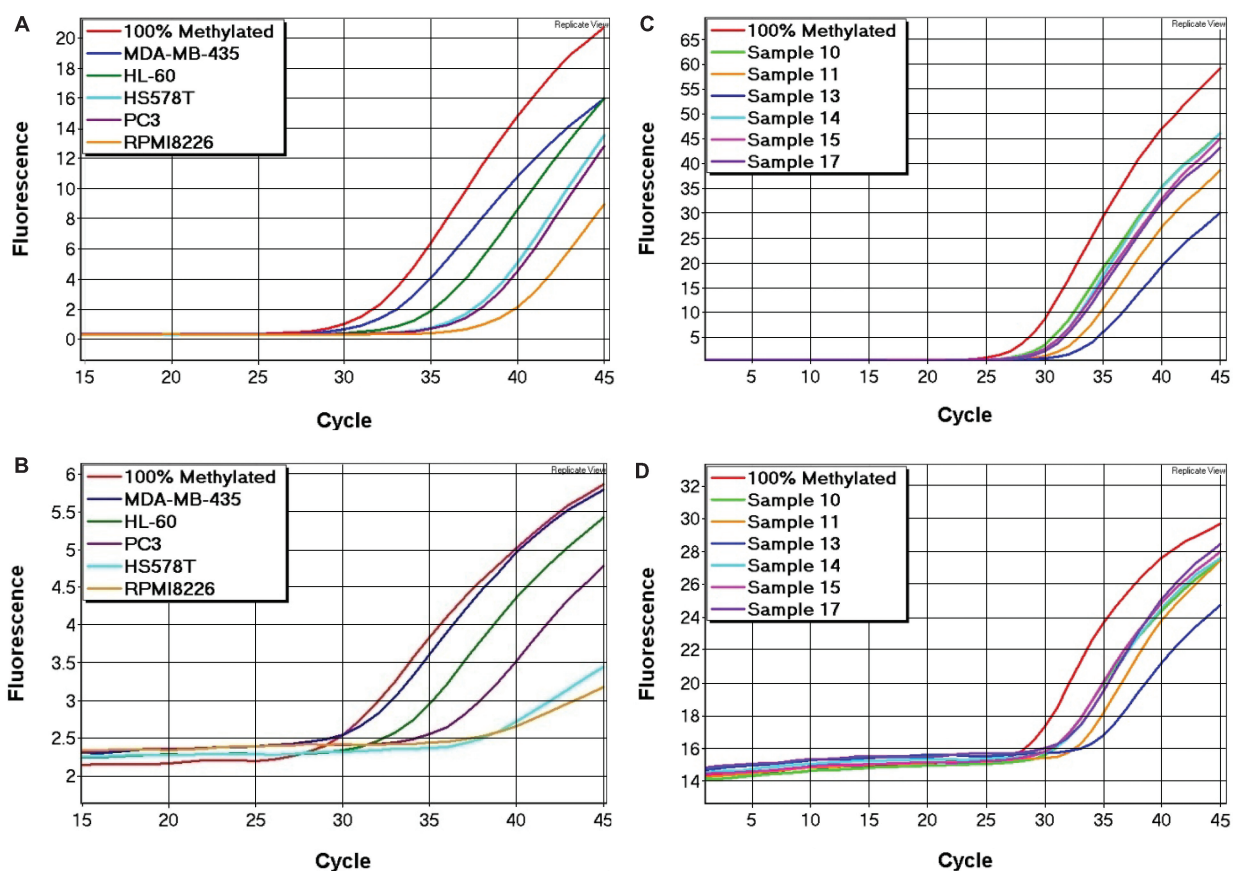 A
Replicate View
100% Methylated
MDA-MB-435
HL-60
HS578T
PC3
RPMI8226
Fluorescence
20
18
16
14
12
10
8
6
4
2
0
15 20 25 30 35 40 45
Cycle
C
Replicate View
100% Methylated
Sample 10
Sample 11
Sample 13
Sample 14
Sample 15
Sample 17
Fluorescence
65
60
55
50
45
40
35
30
25
20
15
10
5
5 10 15 20 25 30 35 40 45
Cycle
B
Replicate View
100% Methylated
MDA-MB-435
HL-60
PC3
HS578T
RPMI8226
Fluorescence
6
5.5
5
4.5
4
3.5
3
2.5
2
15 20 25 30 35 40 45
Cycle
D
Replicate View
100% Methylated
Sample 10
Sample 11
Sample 13
Sample 14
Sample 15
Sample 17
Fluorescence
32
30
28
26
24
22
20
18
16
14
5 10 15 20 25 30 35 40 45
Cycle